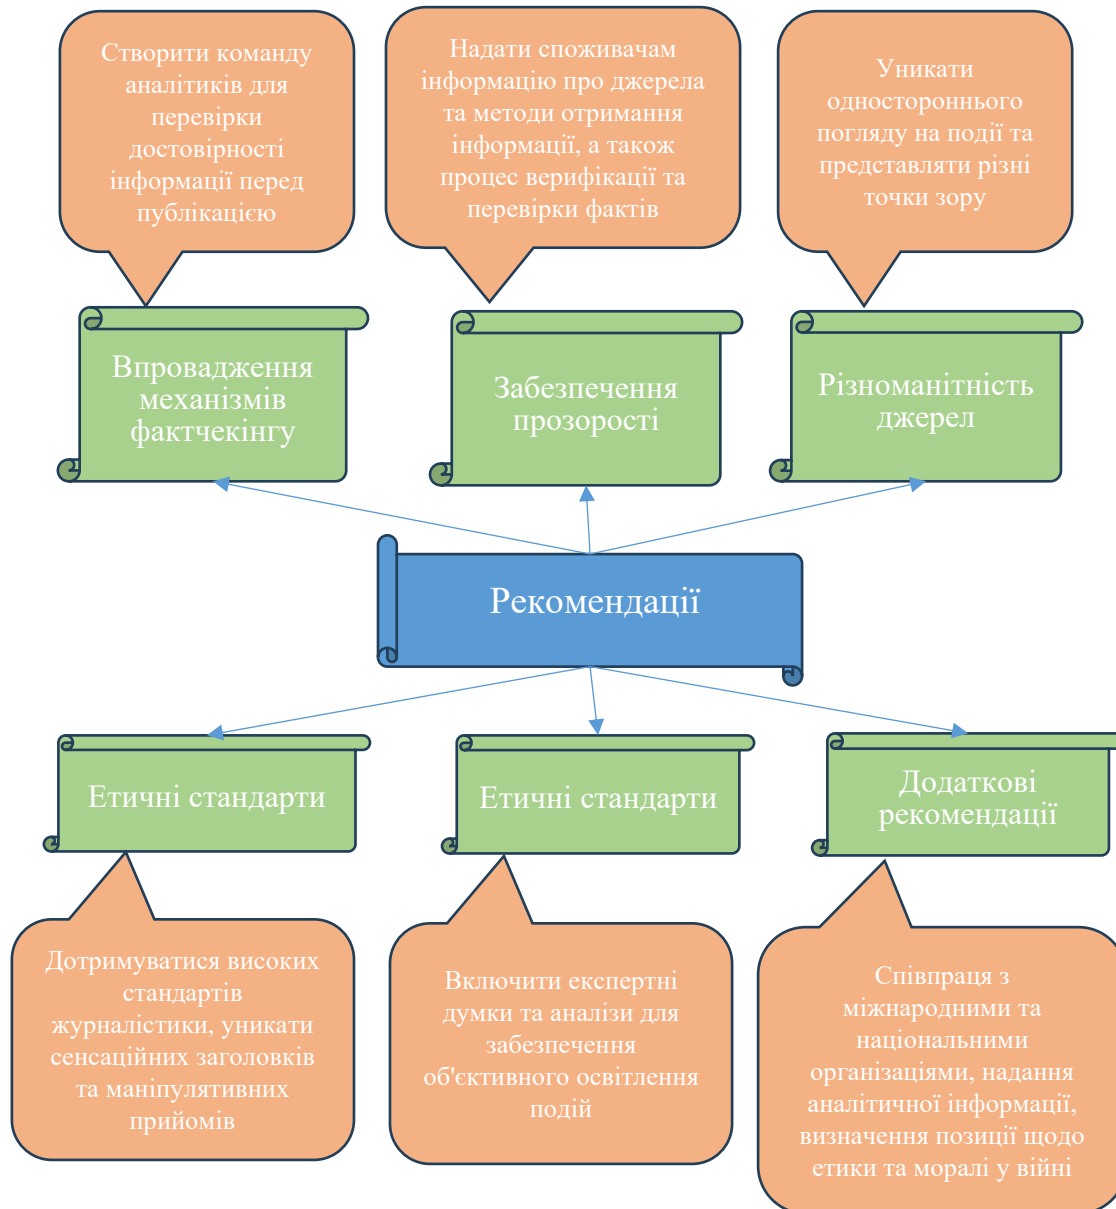 Створити команду
аналітиків для
перевірки
достовірності
інформації перед
публікацією
Надати споживачам
інформацію про джерела
та методи отримання
інформації, а також
процес верифікації та
перевірки фактів
Уникати
одностороннього
погляду на події та
представляти різні
точки зору
Впровадження
механізмів
фактчекінгу
Забезпечення
прозорості
Різноманітність
джерел
Рекомендації
Етичні стандарти
Етичні стандарти
Додаткові
рекомендації
Дотримуватися високих
стандартів
журналістики, уникати
сенсаційних заголовків
та маніпулятивних
прийомів
Включити експертні
думки та аналізи для
забезпечення
об'єктивного освітлення
подій
Співпраця з
міжнародними та
національними
організаціями, надання
аналітичної інформації,
визначення позиції щодо
етики та моралі у війні